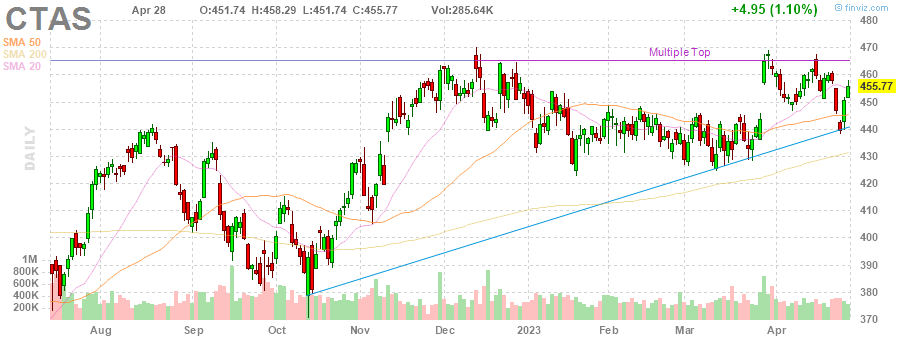 CTAS Apr 28 O:451.74 H:458.29 L:451.74 C:455.77 Vol:285.64K +4.95 (1.10%) @ finviz.com
SMA 50
SMA 200
SMA 20
DAILY
Multiple Top
480
470
460
455.77
450
440
430
420
410
400
390
380
370
1M
800K
600K
400K
200K
Aug Sep Oct Nov Dec 2023 Feb Mar Apr